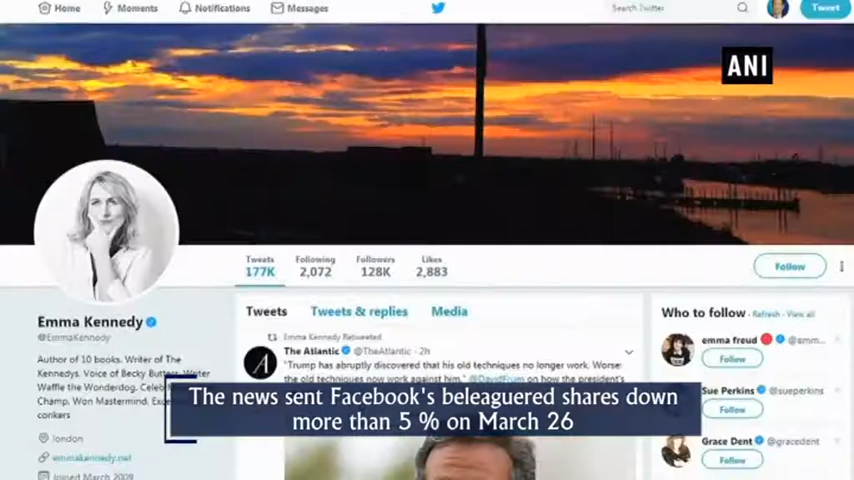 Home Moments Notifications Messages Search Twitter Tweet
ANI
Tweets Following Followers Likes
177K 2,072 128K 2,883
Follow
Emma Kennedy
@EmmaKennedy
Author of 10 books. Writer of The
Kennedys. Voice of Becky Butters. Writer
Waffle the Wonderdog. Celeb
Champ. Won Mastermind. Exce
conkers
london
emmakennedy.net
Joined March 2009
Tweets Tweets & replies Media
Emma Kennedy Retweeted
The Atlantic @TheAtlantic · 2h
"Trump has abruptly discovered that his old techniques no longer work. Worse:
the old techniques now work against him." @DavidFrum on how the president's
Who to follow · Refresh · View all
emma freud @emm...
Follow
Sue Perkins @sueperkins
Follow
Grace Dent @gracedent
Follow
The news sent Facebook's beleaguered shares down
more than 5 % on March 26